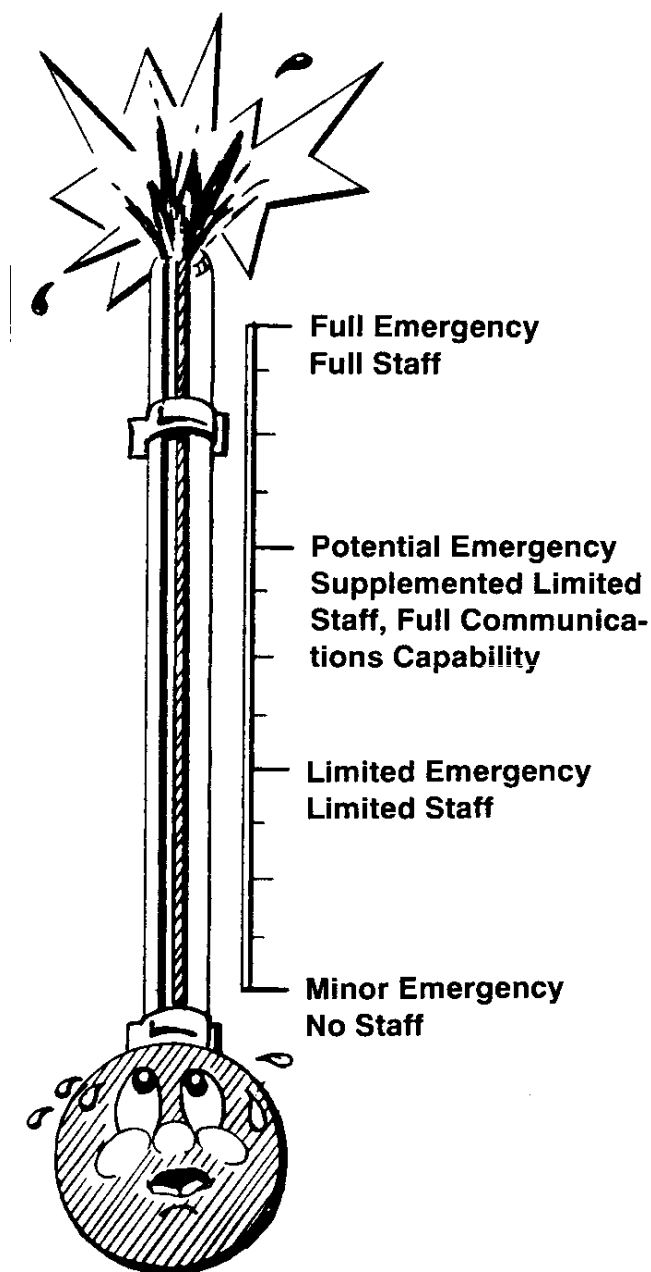 Full Emergency
Full Staff
Potential Emergency
Supplemented Limited
Staff, Full Communica-
tions Capability
Limited Emergency
Limited Staff
Minor Emergency
No Staff